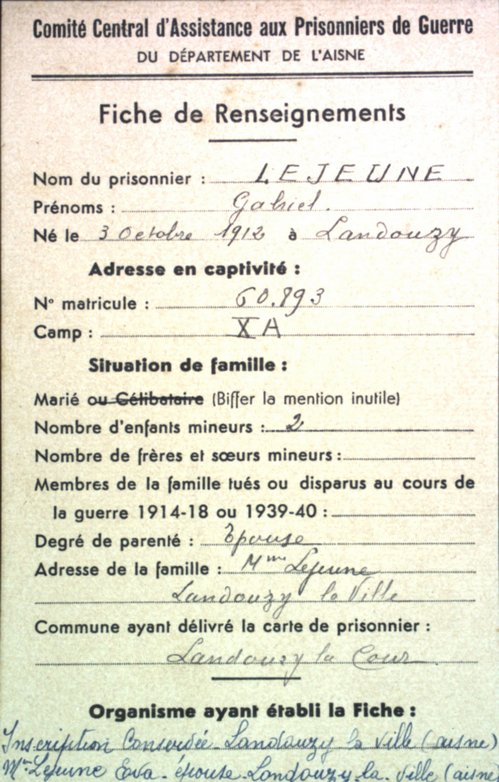 Comité Central d'Assistance aux Prisonniers de Guerre
DU DÉPARTEMENT DE L'AISNE
Fiche de Renseignements
Nom du prisonnier : LEJEUNE
Prénoms : Gabriel.
Né le 3 Octobre 1912 à Landouzy
Adresse en captivité :
N° matricule : 60.893
Camp : XA
Situation de famille :
Marié ou Célibataire (Biffer la mention inutile)
Nombre d'enfants mineurs : 2
Nombre de frères et sœurs mineurs :
Membres de la famille tués ou disparus au cours de
la guerre 1914-18 ou 1939-40 :
Degré de parenté : Epouse
Adresse de la famille : Mme Lejeune
Landouzy la Ville
Commune ayant délivré la carte de prisonnier :
Landouzy la Cour
Organisme ayant établi la Fiche :
Inscription Landouzy la Ville (aisne)
Me Lejeune Eva - épouse Landouzy la Ville (aisne